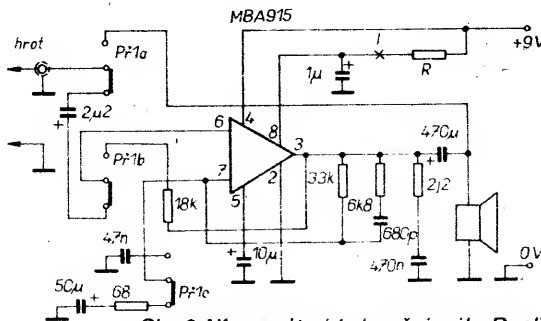 MBA915
hrot
Př1a
+9V
1μ
+
1
R
2μ2
+
4
8
6
3
7
2
5
Př1b
470μ
+
33k
2j2
18k
6k8
680p
4,7n
10μ
+
470n
0V
50μ
+
68
Př1c